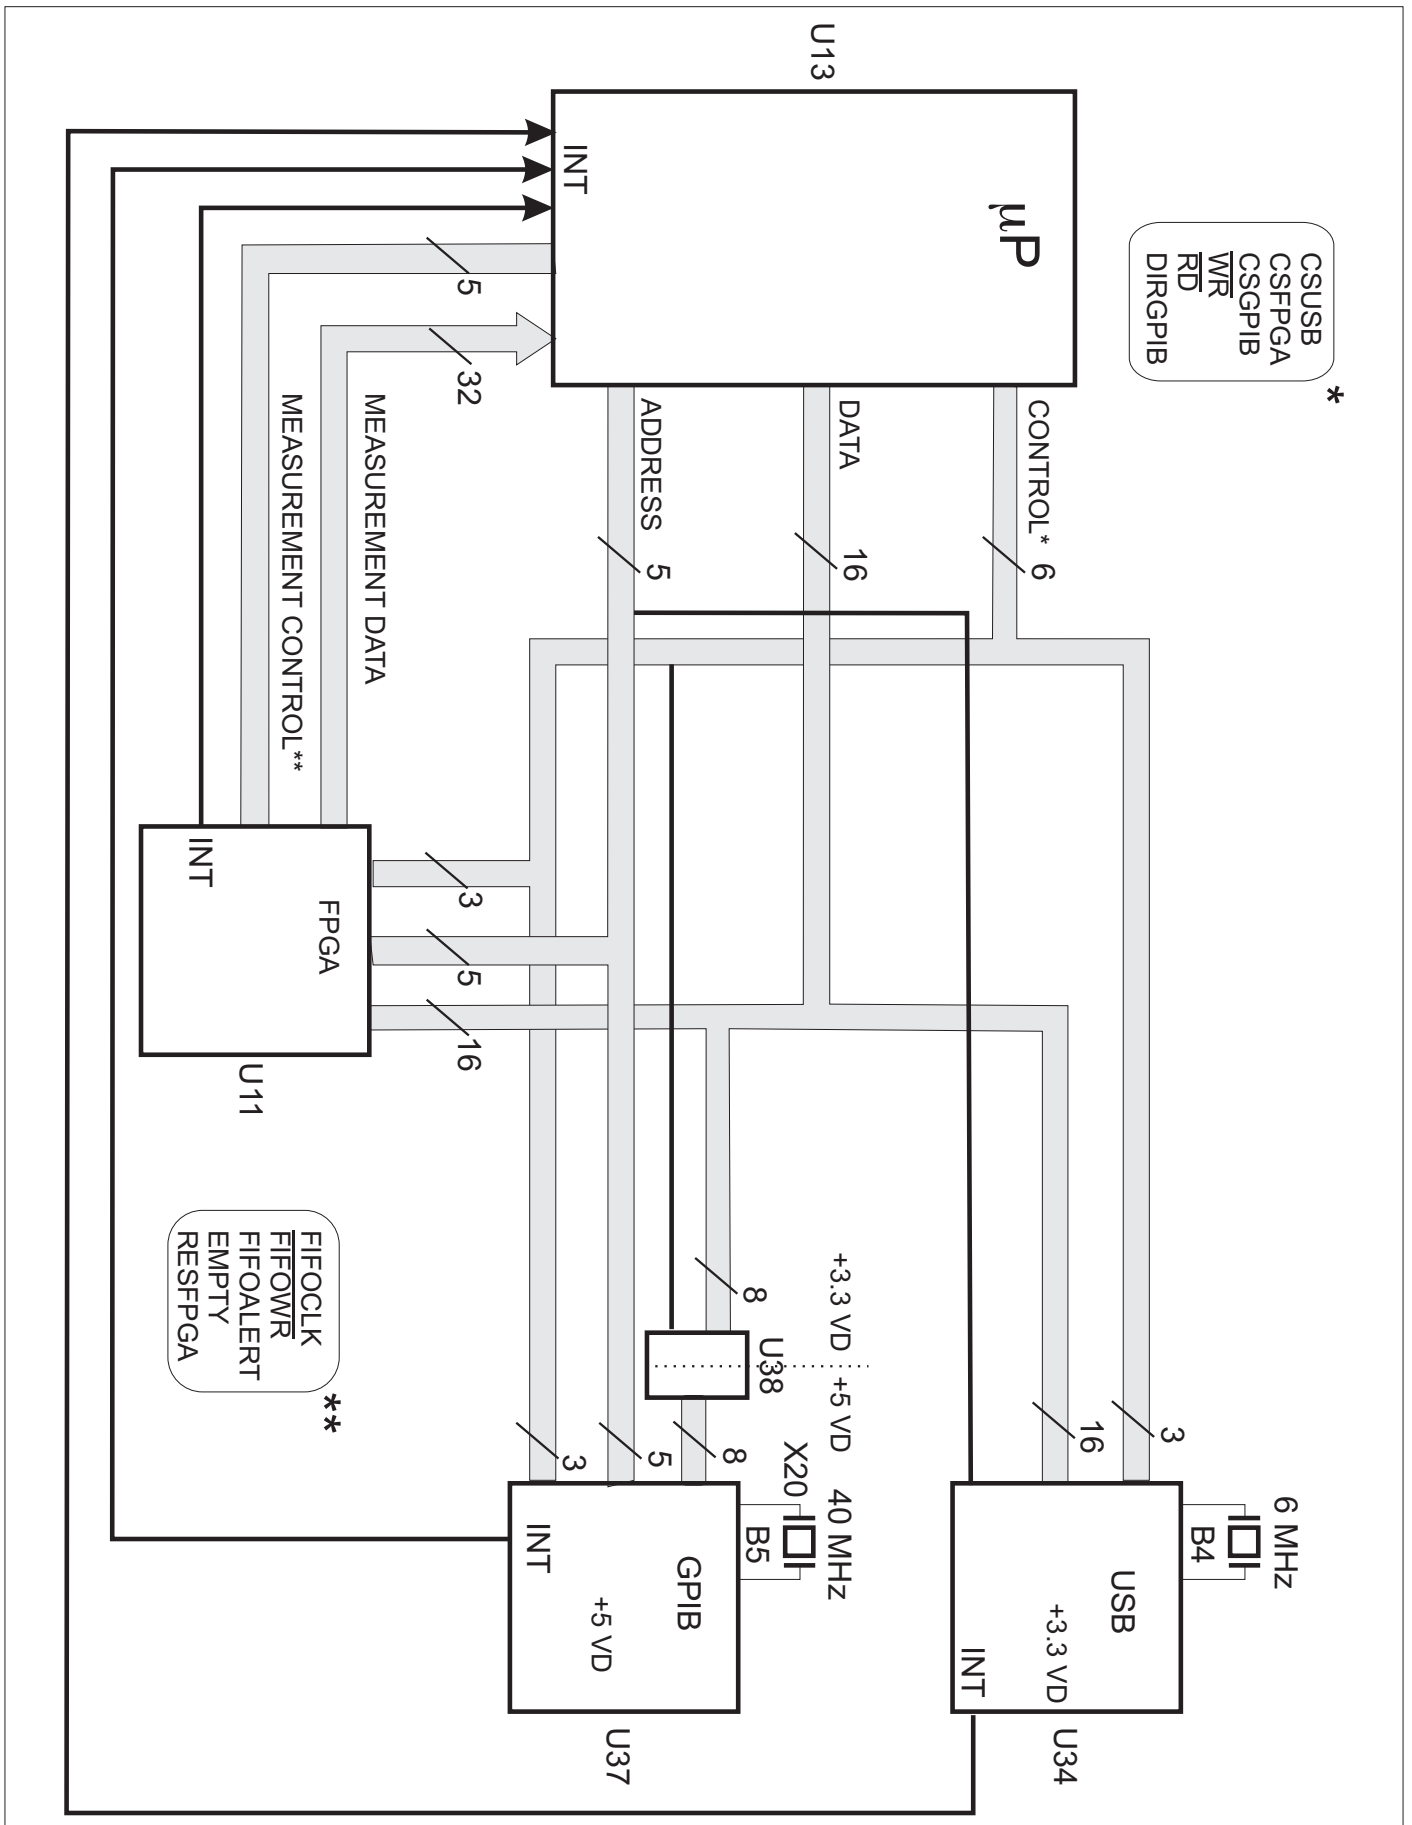 CSUSB
CSFPGA
CSGPIB
WR
RD
DIRGPIB
*
6 MHz
B4
U13
µP
INT
CONTROL*
6
DATA
16
ADDRESS
5
3
16
USB
+3.3 VD
INT
U34
+3.3 VD
+5 VD
40 MHz
X20
B5
U38
8
8
5
3
GPIB
+5 VD
INT
U37
5
32
MEASUREMENT DATA
MEASUREMENT CONTROL**
3
5
16
FPGA
INT
U11
FIFOCLK
FIFOWR
FIFOALERT
EMPTY
RESFPGA
**